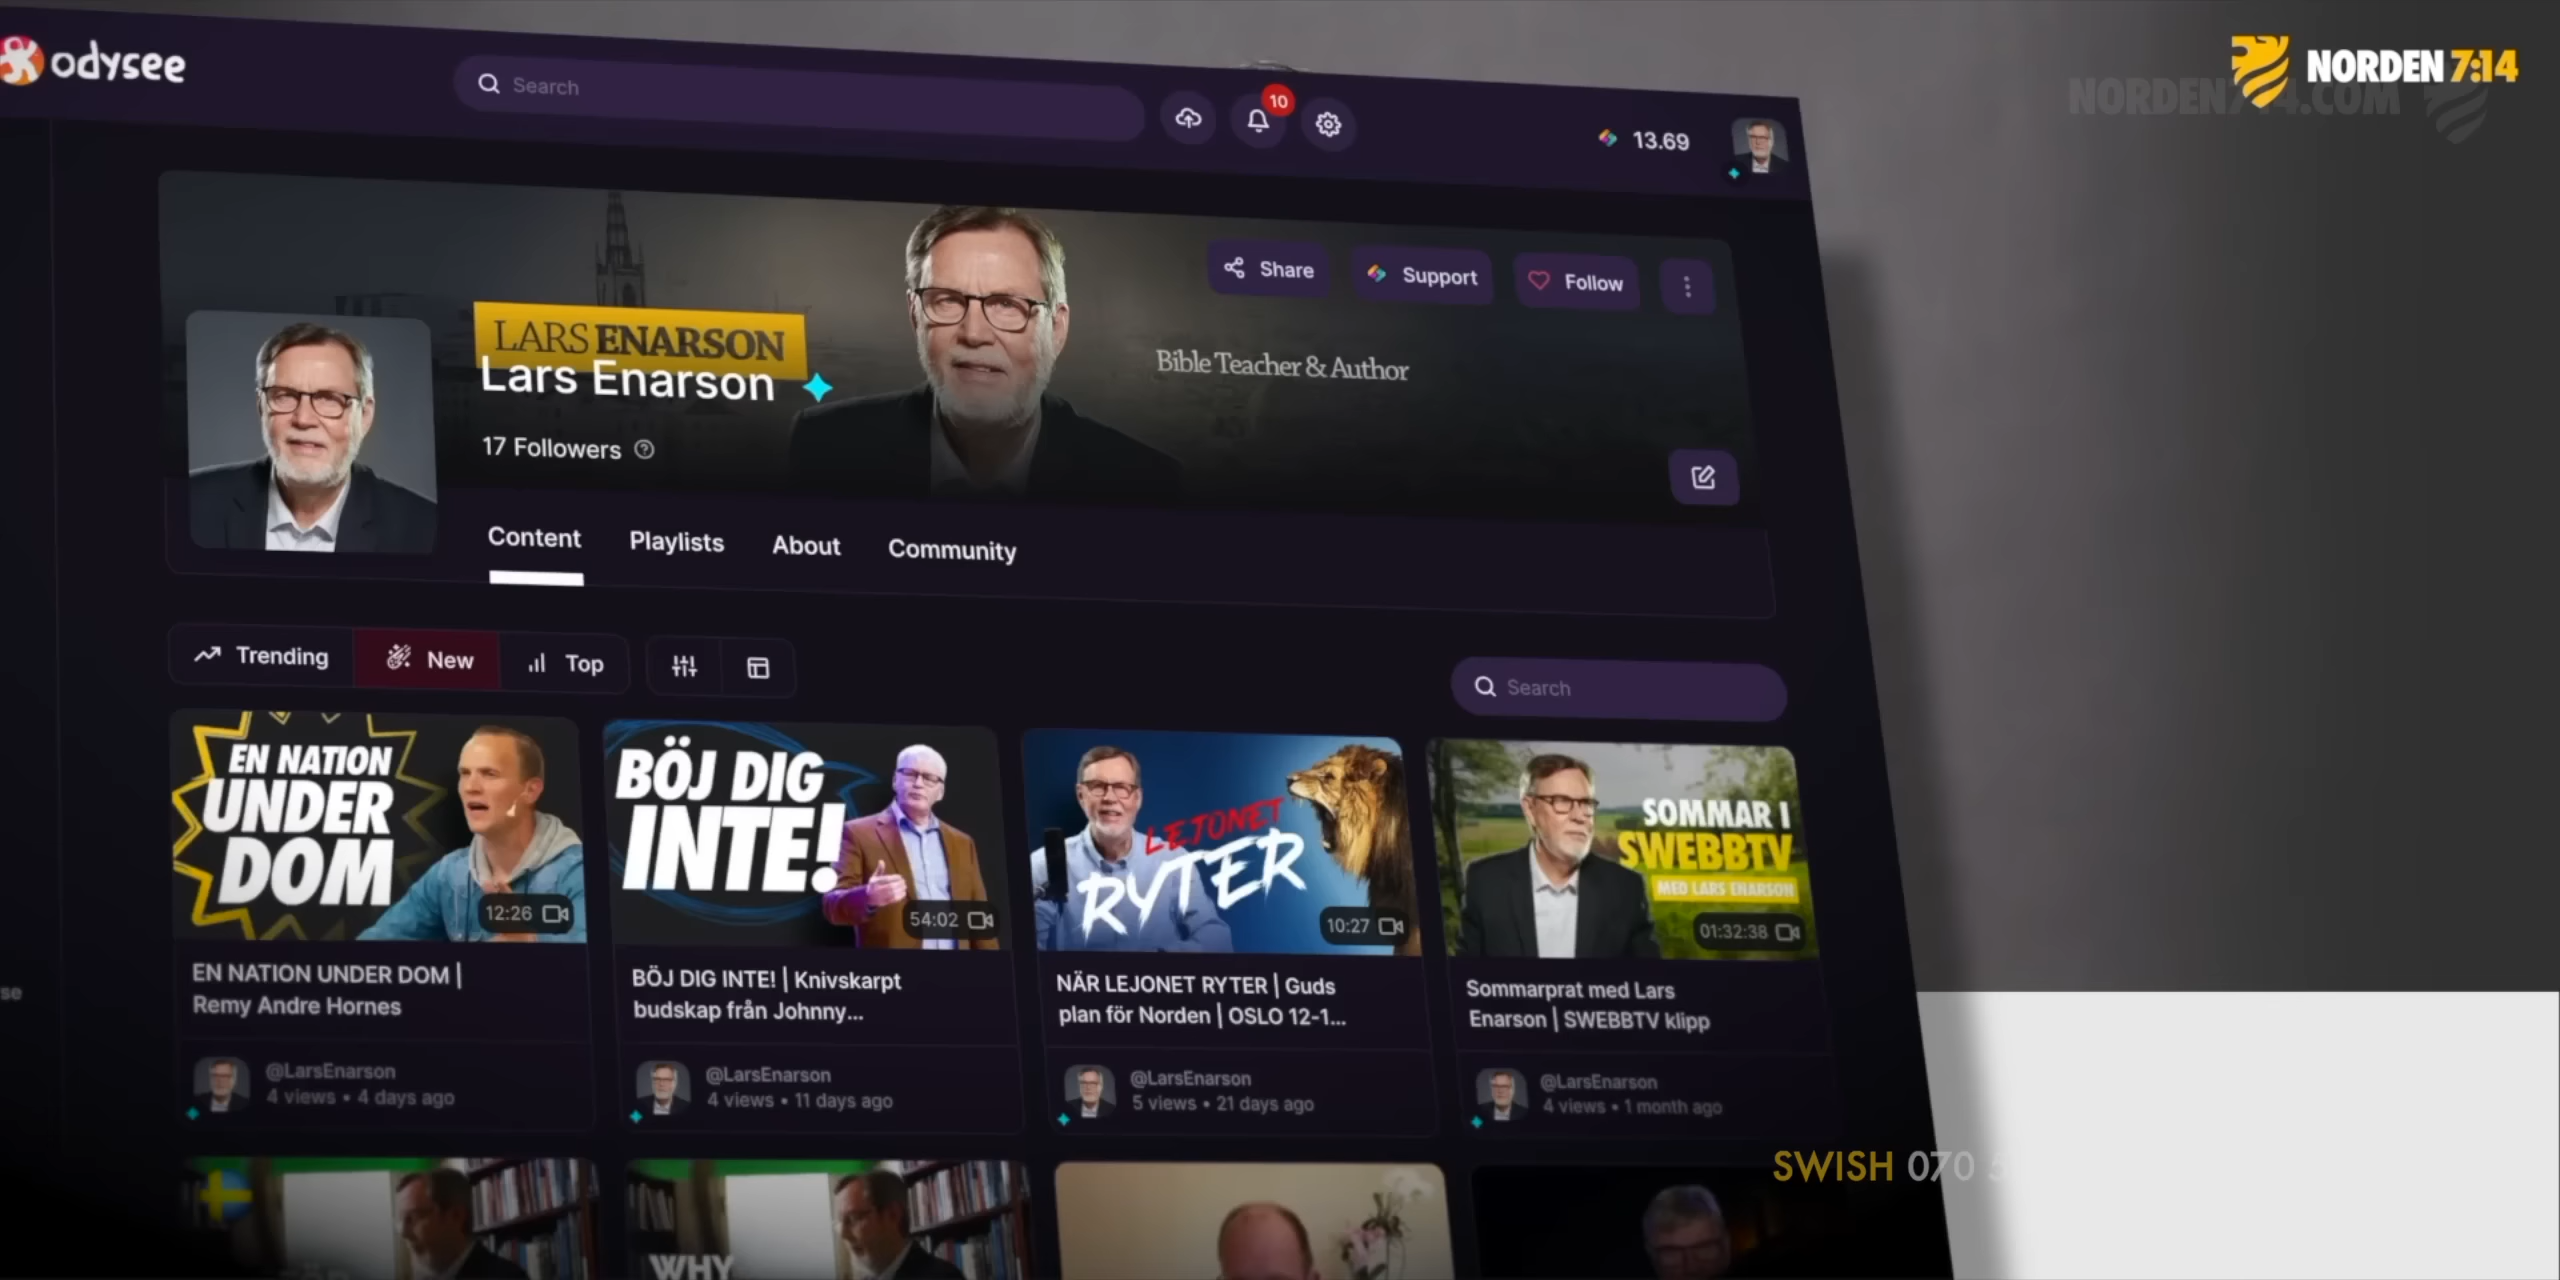 odysee
Search
10
13.69
NORDEN 7:14
NORDEN714.COM
Share
Support
Follow
LARS ENARSON
Lars Enarson
Bible Teacher & Author
17 Followers
Content
Playlists
About
Community
Trending
New
Top
Search
EN NATION
UNDER
DOM
12:26
BÖJ DIG
INTE!
54:02
LEJONET
RYTER
10:27
SOMMAR I
SWEBBTV
MED LARS ENARSON
01:32:38
EN NATION UNDER DOM |
Remy Andre Hornes
BÖJ DIG INTE! | Knivskarpt
budskap från Johnny...
NÄR LEJONET RYTER | Guds
plan för Norden | OSLO 12-1...
Sommarprat med Lars
Enarson | SWEBBTV klipp
se
@LarsEnarson
4 views • 4 days ago
@LarsEnarson
4 views • 11 days ago
@LarsEnarson
5 views • 21 days ago
@LarsEnarson
4 views • 1 month ago
SWISH 070 5
WHY